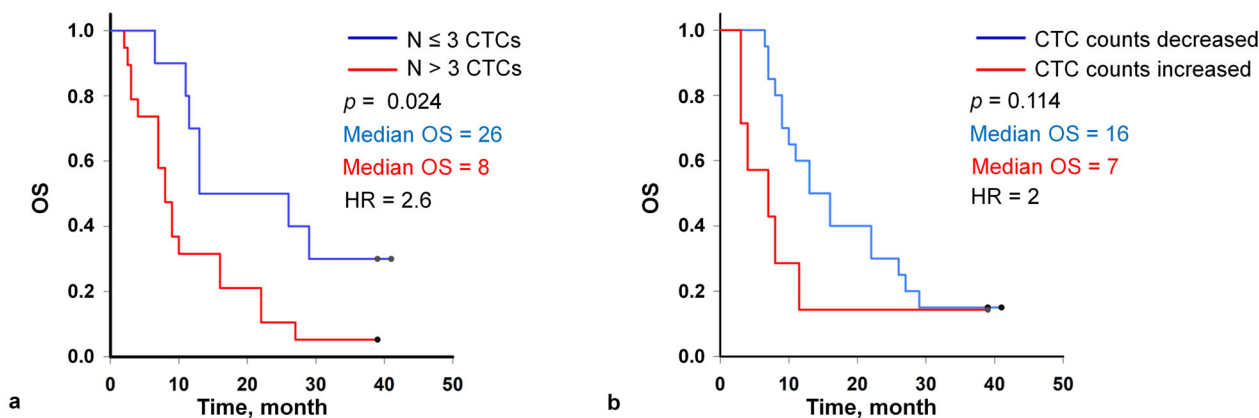 1.0
0.8
0.6
0.4
0.2
0.0
OS
0
10
20
30
40
50
Time, month
N ≤ 3 CTCs
N > 3 CTCs
p = 0.024
Median OS = 26
Median OS = 8
HR = 2.6
a
1.0
0.8
0.6
0.4
0.2
0.0
OS
0
10
20
30
40
50
Time, month
CTC counts decreased
CTC counts increased
p = 0.114
Median OS = 16
Median OS = 7
HR = 2
b